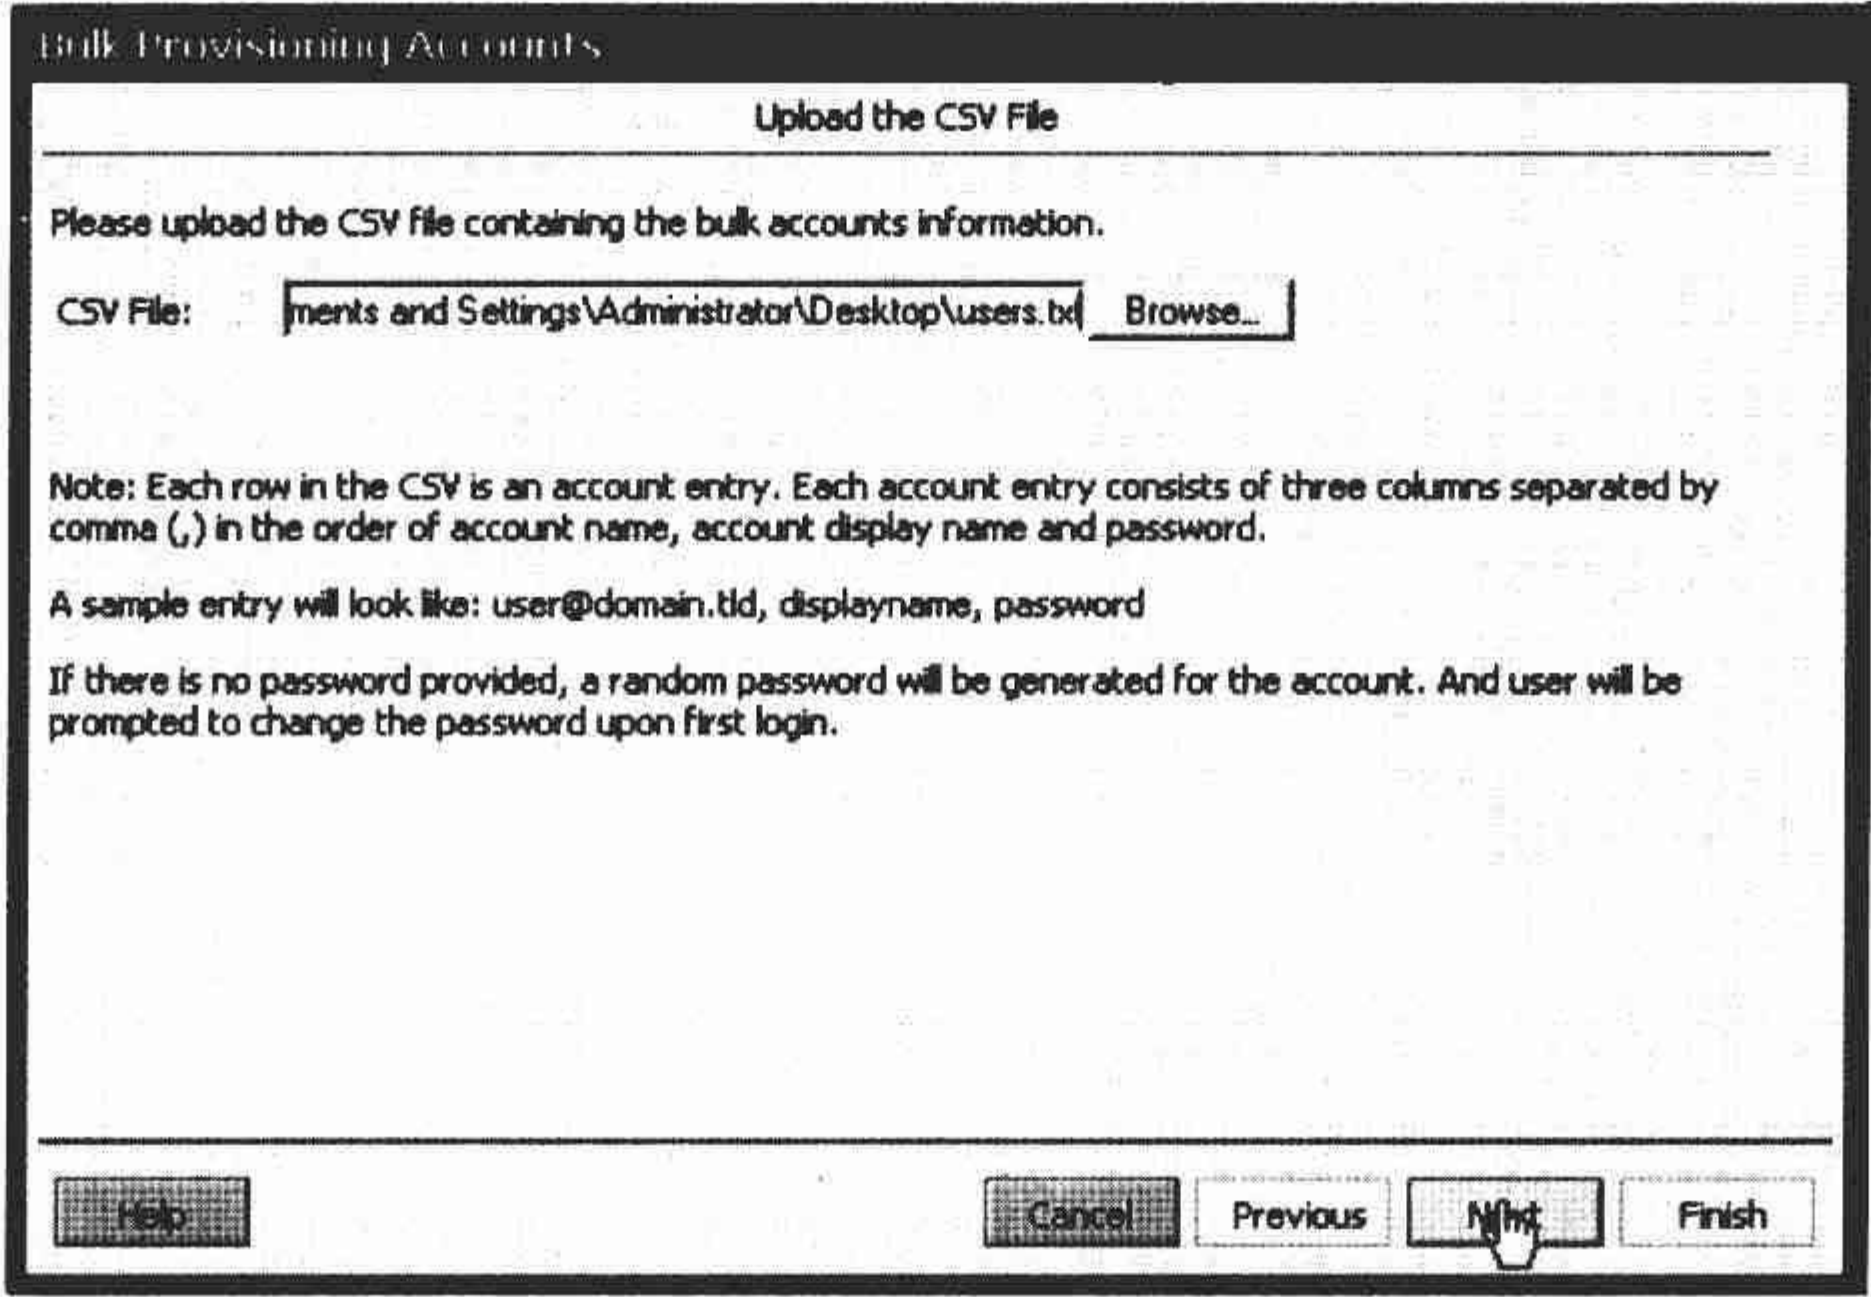 Bulk Provisioning Accounts
Upload the CSV File
Please upload the CSV file containing the bulk accounts information.
CSV File: ments and Settings\Administrator\Desktop\users.txt Browse...
Note: Each row in the CSV is an account entry. Each account entry consists of three columns separated by
comma (,) in the order of account name, account display name and password.
A sample entry will look like: user@domain.tld, displayname, password
If there is no password provided, a random password will be generated for the account. And user will be
prompted to change the password upon first login.
Help Cancel Previous Next Finish